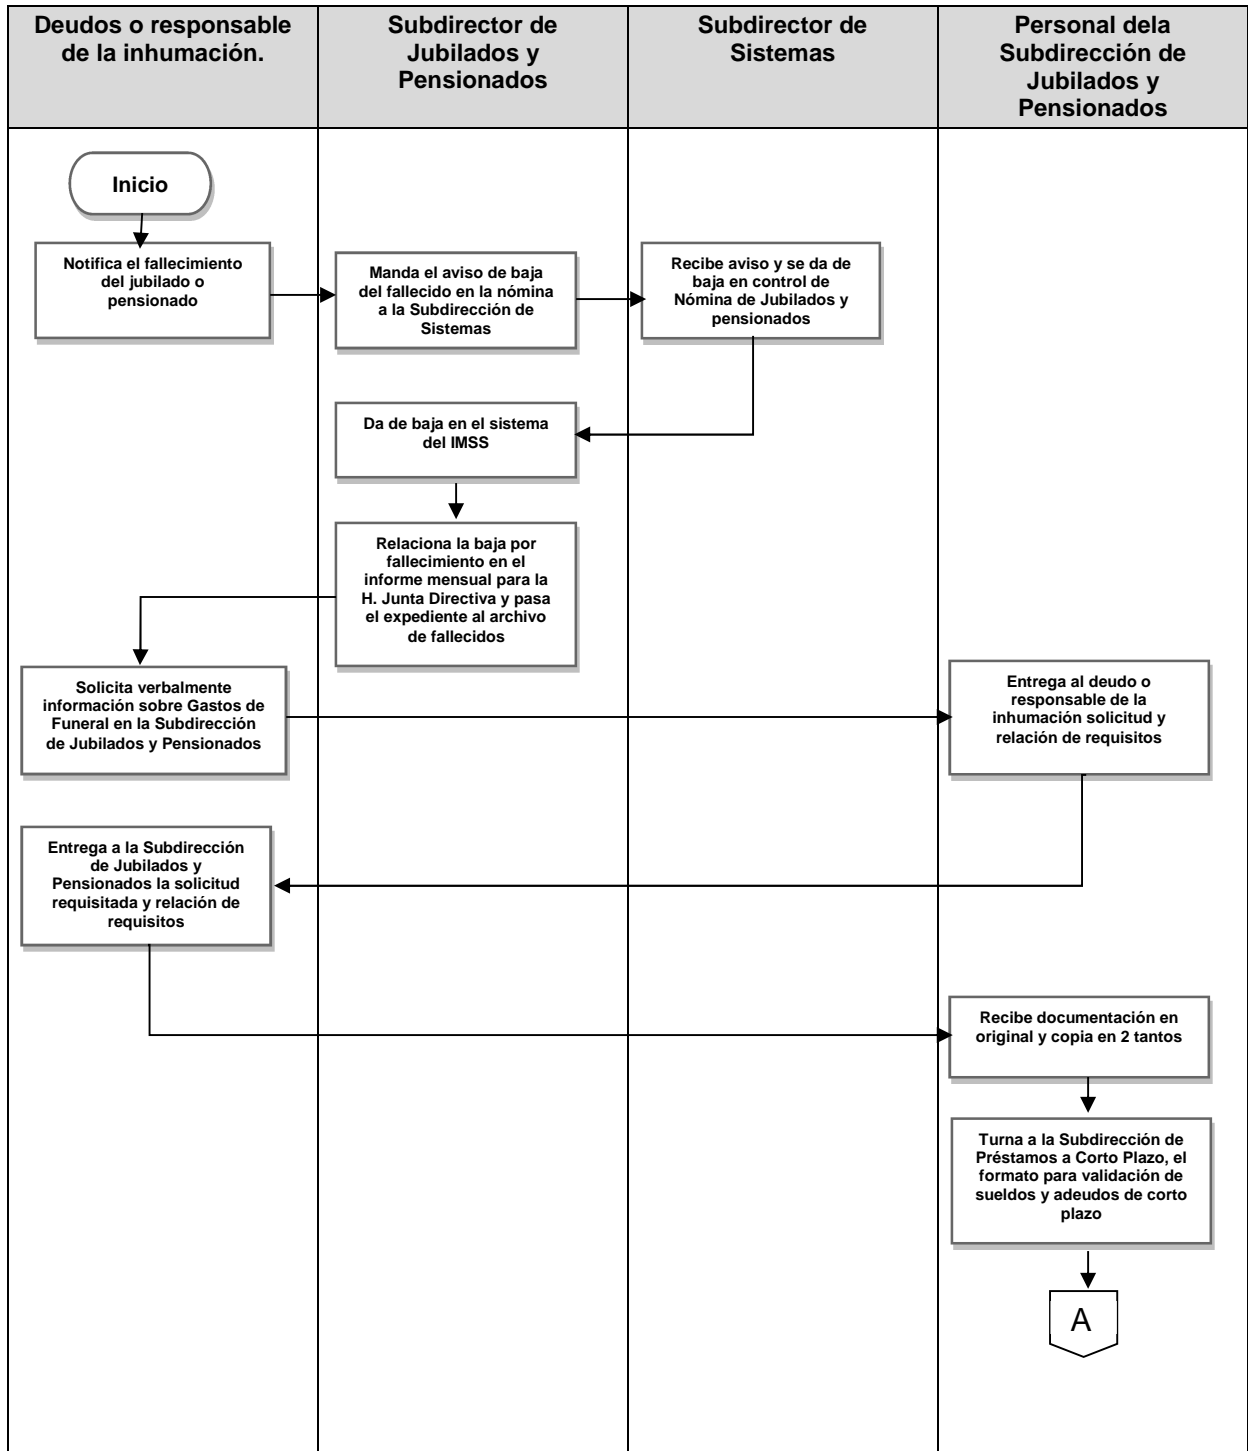 Deudos o responsable
de la inhumación.
Subdirector de
Jubilados y
Pensionados
Subdirector de
Sistemas
Personal dela
Subdirección de
Jubilados y
Pensionados
Inicio
Notifica el fallecimiento
del jubilado o
pensionado
Manda el aviso de baja
del fallecido en la nómina
a la Subdirección de
Sistemas
Recibe aviso y se da de
baja en control de
Nómina de Jubilados y
pensionados
Da de baja en el sistema
del IMSS
Relaciona la baja por
fallecimiento en el
informe mensual para la
H. Junta Directiva y pasa
el expediente al archivo
de fallecidos
Solicita verbalmente
información sobre Gastos de
Funeral en la Subdirección
de Jubilados y Pensionados
Entrega al deudo o
responsable de la
inhumación solicitud y
relación de requisitos
Entrega a la Subdirección
de Jubilados y
Pensionados la solicitud
requisitada y relación de
requisitos
Recibe documentación en
original y copia en 2 tantos
Turna a la Subdirección de
Préstamos a Corto Plazo, el
formato para validación de
sueldos y adeudos de corto
plazo
A